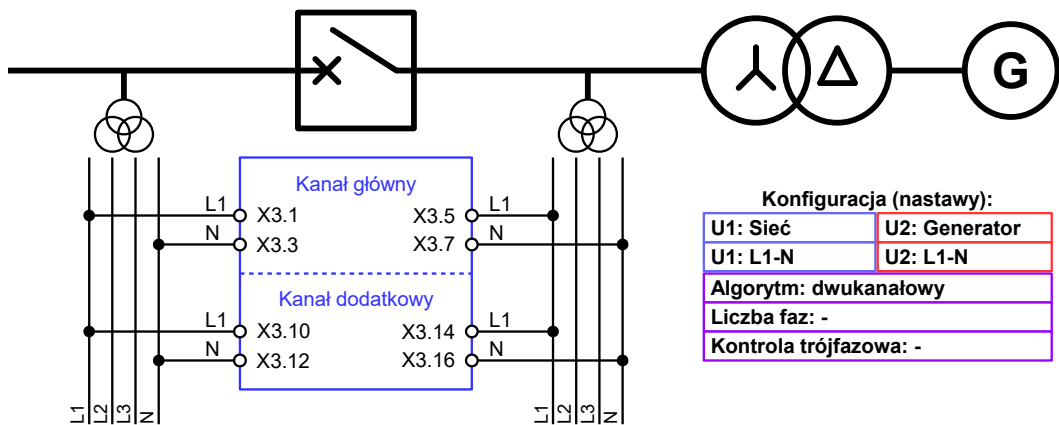 G
Kanał główny
L1 X3.1 X3.5 L1
N X3.3 X3.7 N
Kanał dodatkowy
L1 X3.10 X3.14 L1
N X3.12 X3.16 N
L1 L2 L3 N
L1 L2 L3 N
Konfiguracja (nastawy):
U1: Sieć U2: Generator
U1: L1-N U2: L1-N
Algorytm: dwukanałowy
Liczba faz: -
Kontrola trójfazowa: -